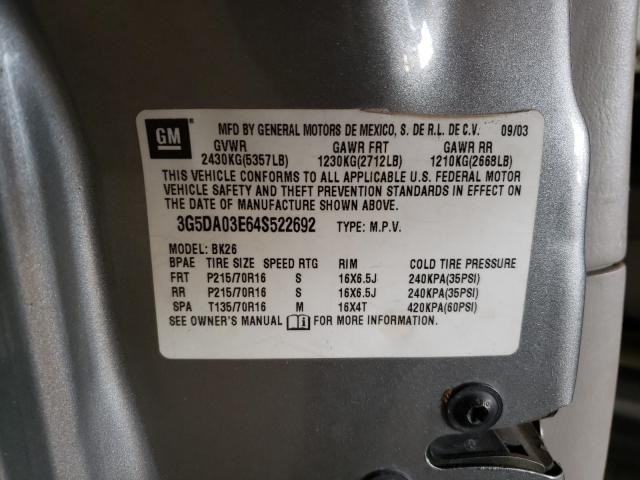 GM MFD BY GENERAL MOTORS DE MEXICO, S. DE R.L. DE C.V. 09/03
GVWR GAWR FRT GAWR RR
2430KG(5357LB) 1230KG(2712LB) 1210KG(2668LB)
THIS VEHICLE CONFORMS TO ALL APPLICABLE U.S. FEDERAL MOTOR
VEHICLE SAFETY AND THEFT PREVENTION STANDARDS IN EFFECT ON
THE DATE OF MANUFACTURE SHOWN ABOVE.
3G5DA03E64S522692 TYPE: M.P.V.
MODEL: BK26
BPAE TIRE SIZE SPEED RTG RIM COLD TIRE PRESSURE
FRT P215/70R16 S 16X6.5J 240KPA(35PSI)
RR P215/70R16 S 16X6.5J 240KPA(35PSI)
SPA T135/70R16 M 16X4T 420KPA(60PSI)
SEE OWNER'S MANUAL FOR MORE INFORMATION.